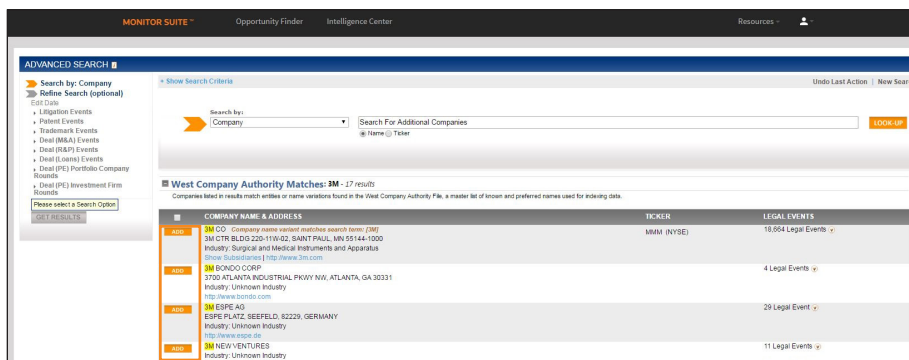 MONITOR SUITE ™ Opportunity Finder Intelligence Center Resources
ADVANCED SEARCH
Search by: Company
Refine Search (optional)
Edit Date
Litigation Events
Patent Events
Trademark Events
Deal (M&A) Events
Deal (R&P) Events
Deal (Loans) Events
Deal (PE) Portfolio Company
Rounds
Deal (PE) Investment Firm
Rounds
Please select a Search Option
GET RESULTS
+ Show Search Criteria
Undo Last Action | New Sear
Search by:
Company
Search For Additional Companies
LOOK-UP
Name Ticker
West Company Authority Matches: 3M - 17 results
Companies listed in results match entities or name variations found in the West Company Authority File, a master list of known and preferred names used for indexing data.
COMPANY NAME & ADDRESS TICKER LEGAL EVENTS
ADD 3M CO Company name variant matches search term: [3M] MMM (NYSE) 18,664 Legal Events
3M CTR BLDG 220-11W-02, SAINT PAUL, MN 55144-1000
Industry: Surgical and Medical Instruments and Apparatus
Show Subsidiaries | http://www.3m.com
ADD 3M BONDO CORP 4 Legal Events
3700 ATLANTA INDUSTRIAL PKWY NW, ATLANTA, GA 30331
Industry: Unknown Industry
http://www.bondo.com
ADD 3M ESPE AG 29 Legal Event
ESPE PLATZ, SEEFELD, 82229, GERMANY
Industry: Unknown Industry
http://www.espe.de
ADD 3M NEW VENTURES 11 Legal Events
Industry: Unknown Industry